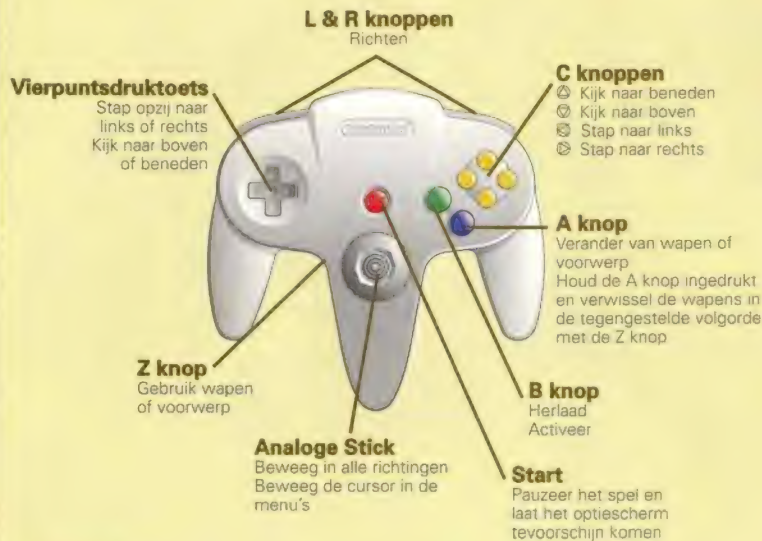 L & R knoppen
Richten
Vierpuntsdruktoets
Stap opzij naar
links of rechts
Kijk naar boven
of beneden
C knoppen
Kijk naar beneden
Kijk naar boven
Stap naar links
Stap naar rechts
A knop
Verander van wapen of
voorwerp
Houd de A knop ingedrukt
en verwissel de wapens in
de tegengestelde volgorde
met de Z knop
Z knop
Gebruik wapen
of voorwerp
B knop
Herlaad
Activeer
Analoge Stick
Beweeg in alle richtingen
Beweeg de cursor in de
menu's
Start
Pauzeer het spel en
laat het optiescherm
tevoorschijn komen